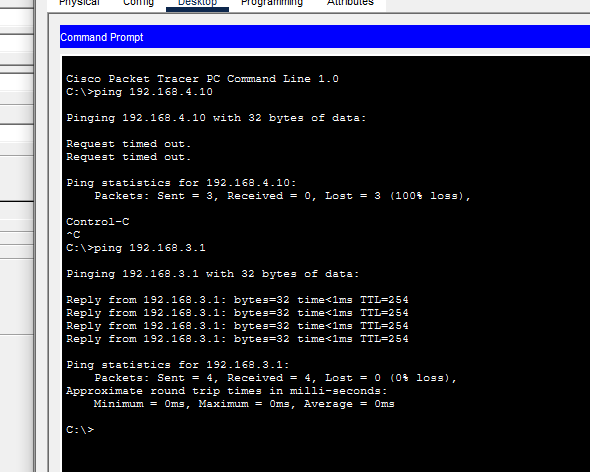 Physical Config Desktop Programming Attributes
Command Prompt
Cisco Packet Tracer PC Command Line 1.0
C:\>ping 192.168.4.10
Pinging 192.168.4.10 with 32 bytes of data:
Request timed out.
Request timed out.
Ping statistics for 192.168.4.10:
Packets: Sent = 3, Received = 0, Lost = 3 (100% loss),
Control-C
^C
C:\>ping 192.168.3.1
Pinging 192.168.3.1 with 32 bytes of data:
Reply from 192.168.3.1: bytes=32 time<1ms TTL=254
Reply from 192.168.3.1: bytes=32 time<1ms TTL=254
Reply from 192.168.3.1: bytes=32 time<1ms TTL=254
Reply from 192.168.3.1: bytes=32 time<1ms TTL=254
Ping statistics for 192.168.3.1:
Packets: Sent = 4, Received = 4, Lost = 0 (0% loss),
Approximate round trip times in milli-seconds:
Minimum = 0ms, Maximum = 0ms, Average = 0ms
C:\>